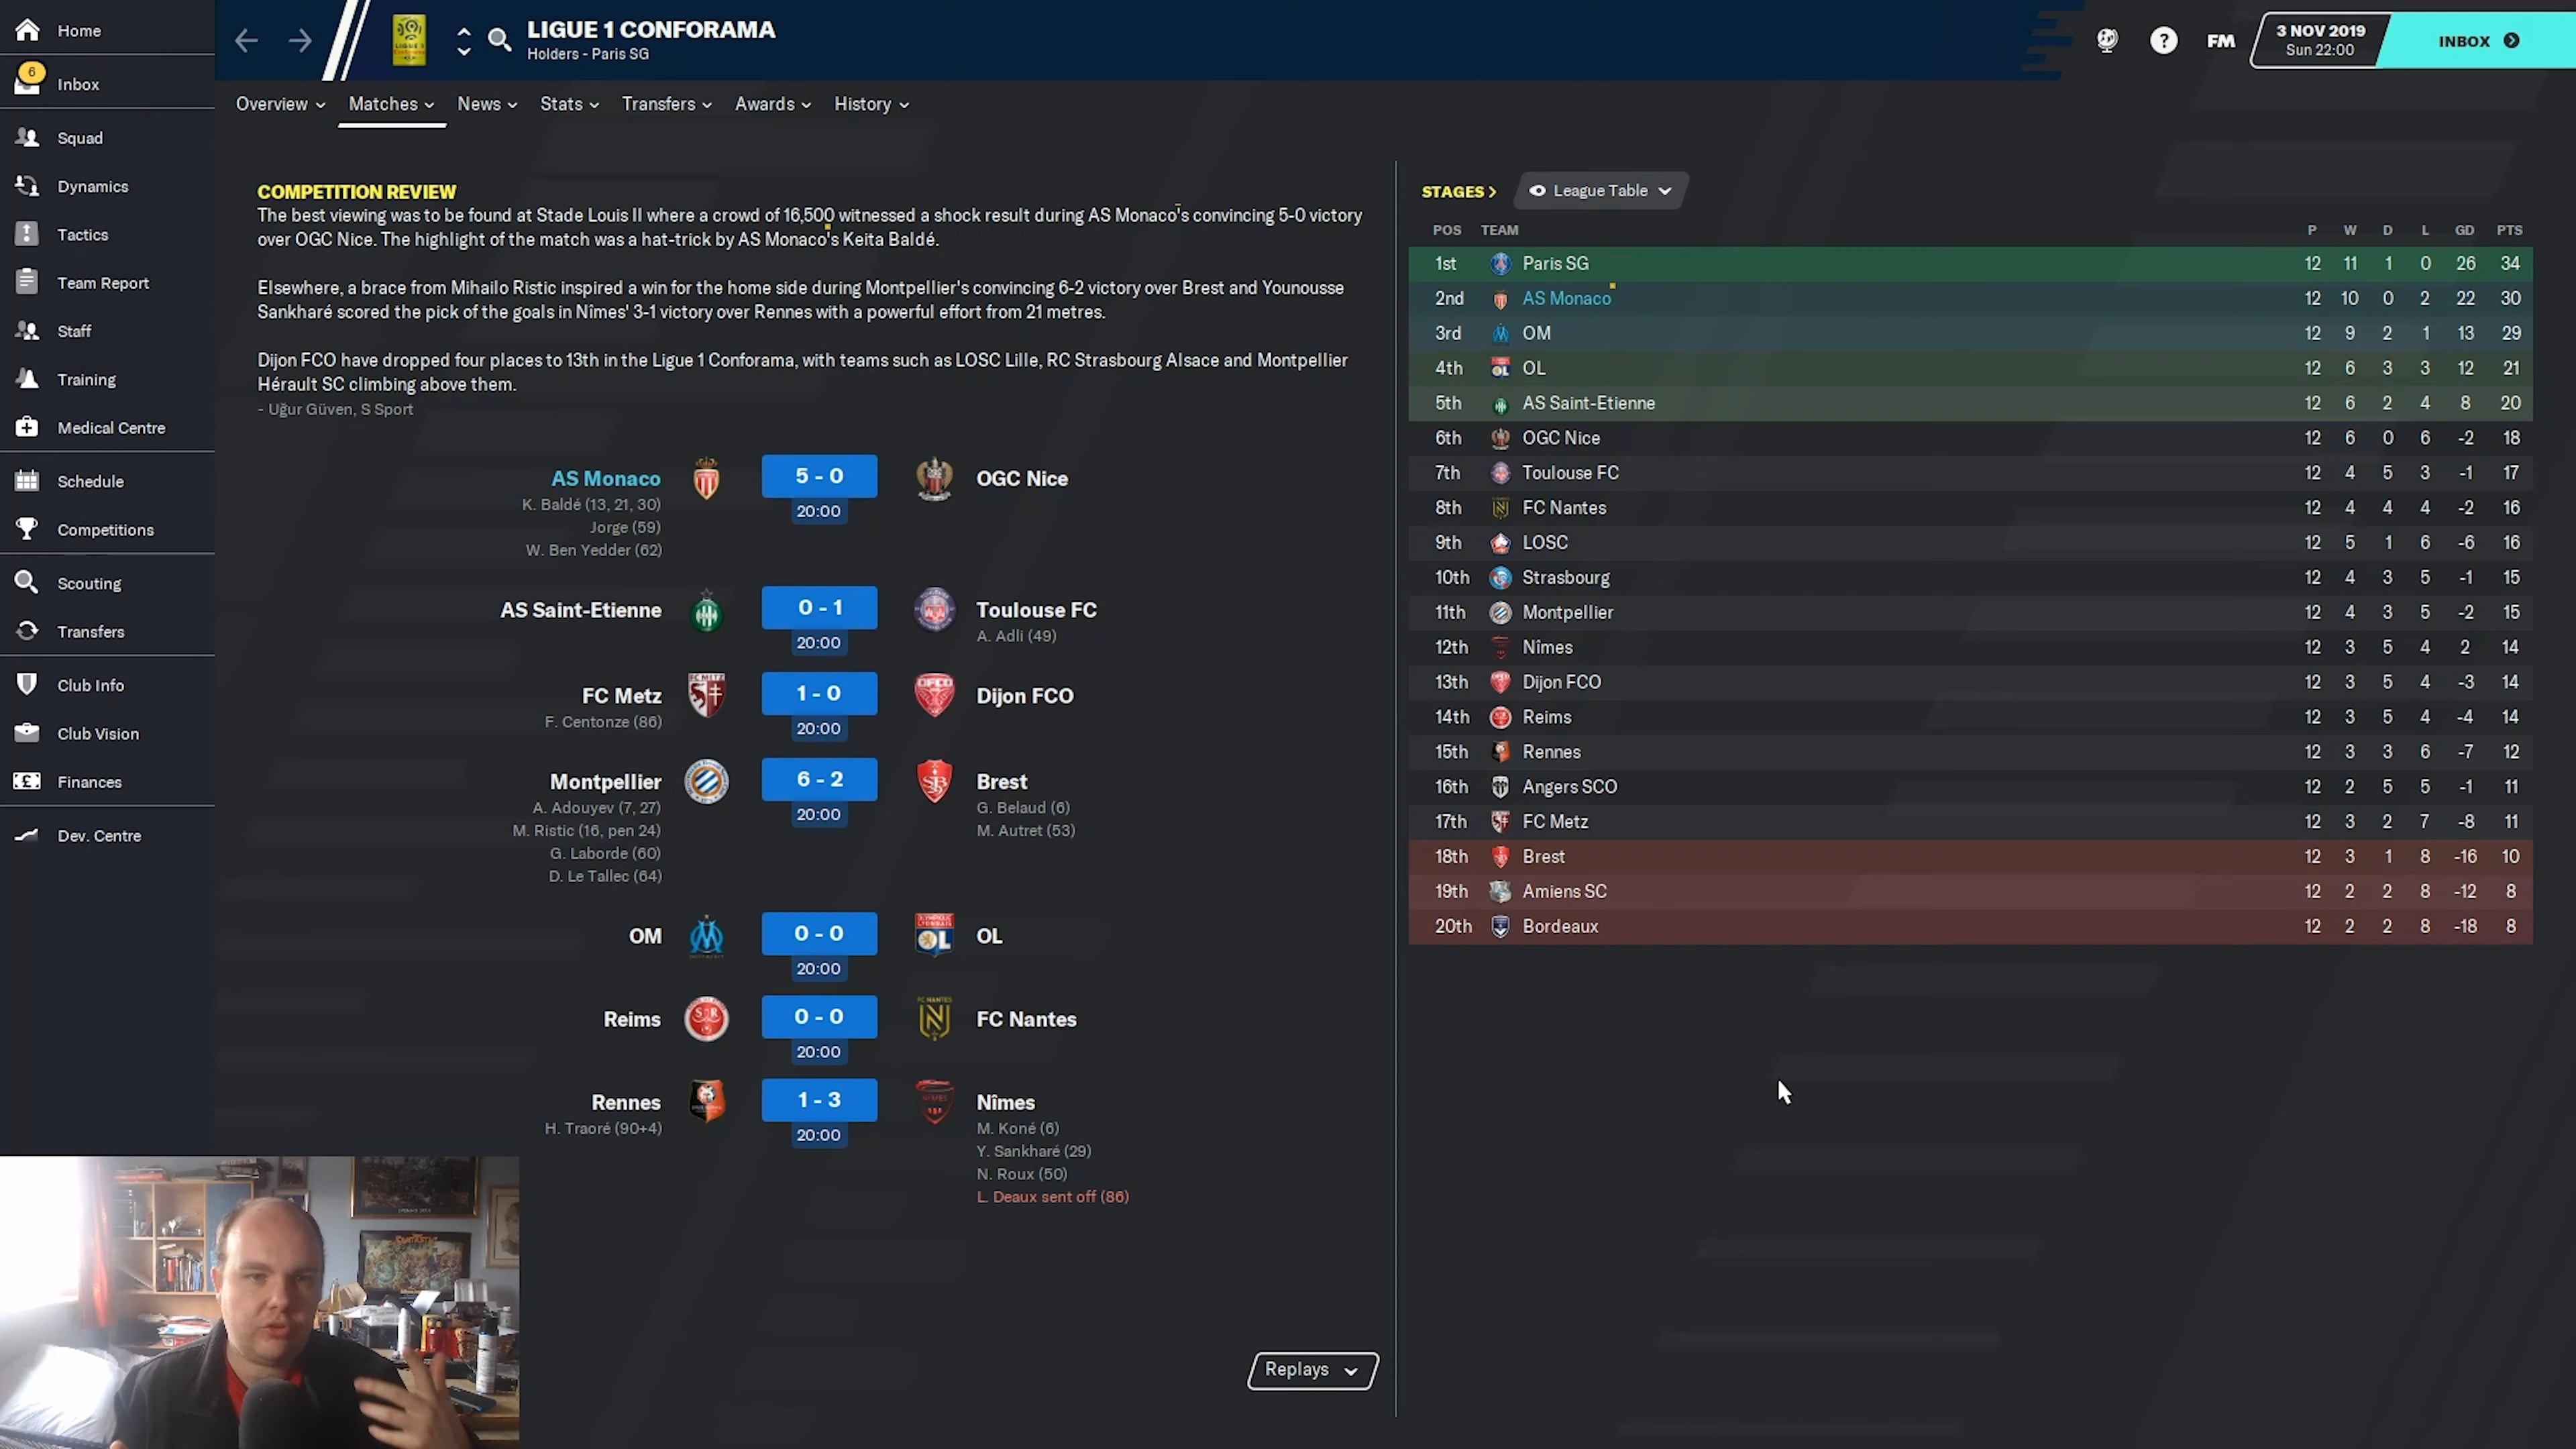 Home
6
Inbox
Squad
Dynamics
Tactics
Team Report
Staff
Training
Medical Centre
Schedule
Competitions
Scouting
Transfers
Club Info
Club Vision
Finances
Dev. Centre
LIGUE 1 CONFORAMA
Holders - Paris SG
? FM
3 NOV 2019
Sun 22:00
INBOX
Overview Matches News Stats Transfers Awards History
COMPETITION REVIEW
The best viewing was to be found at Stade Louis II where a crowd of 16,500 witnessed a shock result during AS Monaco's convincing 5-0 victory
over OGC Nice. The highlight of the match was a hat-trick by AS Monaco's Keita Baldé.
Elsewhere, a brace from Mihailo Ristic inspired a win for the home side during Montpellier's convincing 6-2 victory over Brest and Younousse
Sankharé scored the pick of the goals in Nîmes' 3-1 victory over Rennes with a powerful effort from 21 metres.
Dijon FCO have dropped four places to 13th in the Ligue 1 Conforama, with teams such as LOSC Lille, RC Strasbourg Alsace and Montpellier
Hérault SC climbing above them.
- Uğur Güven, S Sport
AS Monaco 5 - 0 OGC Nice
K. Baldé (13, 21, 30) 20:00
Jorge (59)
W. Ben Yedder (62)
AS Saint-Etienne 0 - 1 Toulouse FC
20:00 A. Adli (49)
FC Metz 1 - 0 Dijon FCO
F. Centonze (86) 20:00
Montpellier 6 - 2 Brest
A. Adouyev (7, 27) 20:00 G. Belaud (6)
M. Ristic (16, pen 24) M. Autret (53)
G. Laborde (60)
D. Le Tallec (64)
OM 0 - 0 OL
20:00
Reims 0 - 0 FC Nantes
20:00
Rennes 1 - 3 Nîmes
H. Traoré (90+4) 20:00 M. Koné (6)
Y. Sankharé (29)
N. Roux (50)
L. Deaux sent off (86)
Replays
STAGES > League Table
POS TEAM P W D L GD PTS
1st Paris SG 12 11 1 0 26 34
2nd AS Monaco 12 10 0 2 22 30
3rd OM 12 9 2 1 13 29
4th OL 12 6 3 3 12 21
5th AS Saint-Etienne 12 6 2 4 8 20
6th OGC Nice 12 6 0 6 -2 18
7th Toulouse FC 12 4 5 3 -1 17
8th FC Nantes 12 4 4 4 -2 16
9th LOSC 12 5 1 6 -6 16
10th Strasbourg 12 4 3 5 -1 15
11th Montpellier 12 4 3 5 -2 15
12th Nîmes 12 3 5 4 2 14
13th Dijon FCO 12 3 5 4 -3 14
14th Reims 12 3 5 4 -4 14
15th Rennes 12 3 3 6 -7 12
16th Angers SCO 12 2 5 5 -1 11
17th FC Metz 12 3 2 7 -8 11
18th Brest 12 3 1 8 -16 10
19th Amiens SC 12 2 2 8 -12 8
20th Bordeaux 12 2 2 8 -18 8